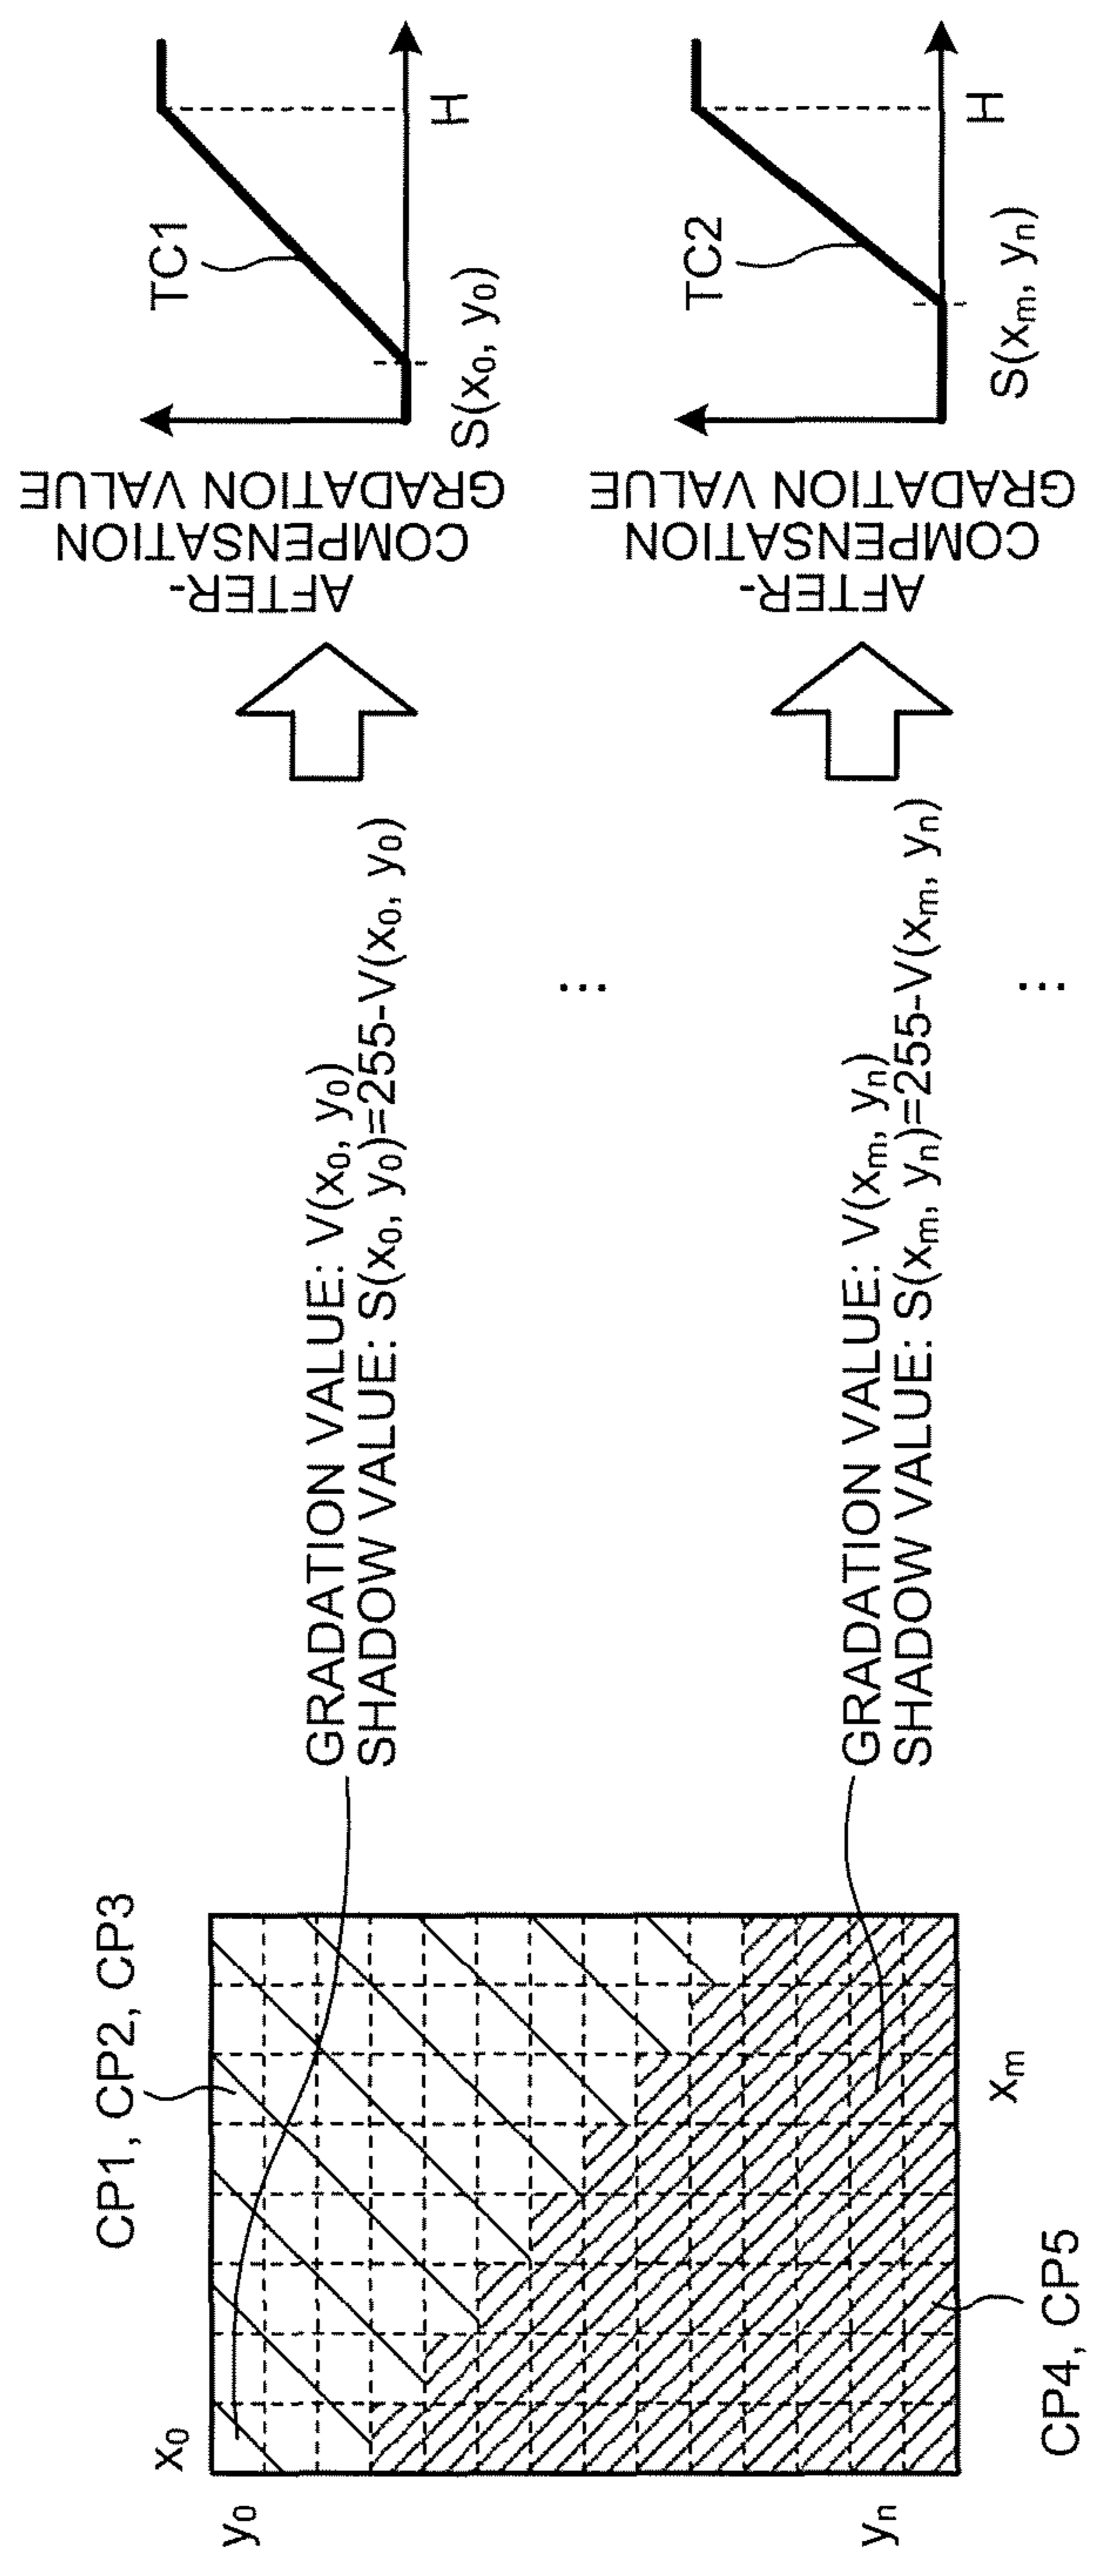 x0
y0
yn
xm
CP1, CP2, CP3
CP4, CP5
GRADATION VALUE: V(x0, y0)
SHADOW VALUE: S(x0, y0)=255-V(x0, y0)
...
GRADATION VALUE: V(xm, yn)
SHADOW VALUE: S(xm, yn)=255-V(xm, yn)
...
AFTER-
COMPENSATION
GRADATION VALUE
TC1
S(x0, y0)
H
AFTER-
COMPENSATION
GRADATION VALUE
TC2
S(xm, yn)
H